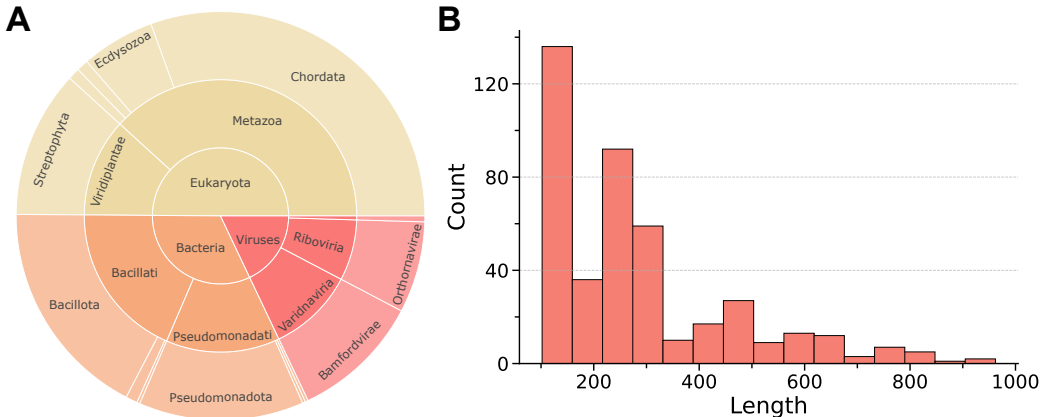 A
Ecdysozoa
Chordata
Metazoa
Streptophyta
Viridiplantae
Eukaryota
Bacteria
Viruses
Riboviria
Orthornavirae
Bacillati
Bacillota
Varidnaviria
Pseudomonadati
Bamfordvirae
Pseudomonadota
B
Count
120
80
40
0
200
400
600
800
1000
Length